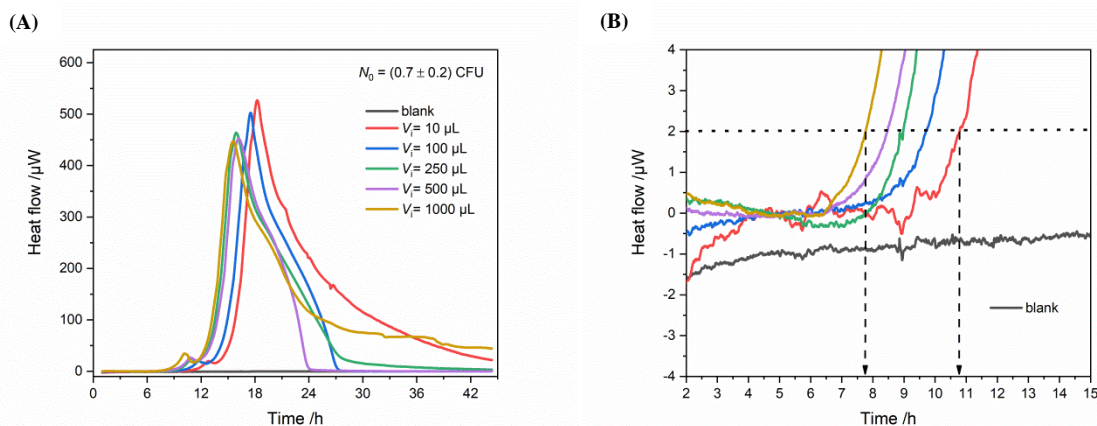 (A)
600
500
400
300
200
100
0
Heat flow /µW
0
6
12
18
24
30
36
42
Time /h
N0 = (0.7 ± 0.2) CFU
blank
Vi= 10 µL
Vi= 100 µL
Vi= 250 µL
Vi= 500 µL
Vi= 1000 µL
(B)
4
3
2
1
0
-1
-2
-3
-4
Heat flow /µW
2
3
4
5
6
7
8
9
10
11
12
13
14
15
Time /h
blank